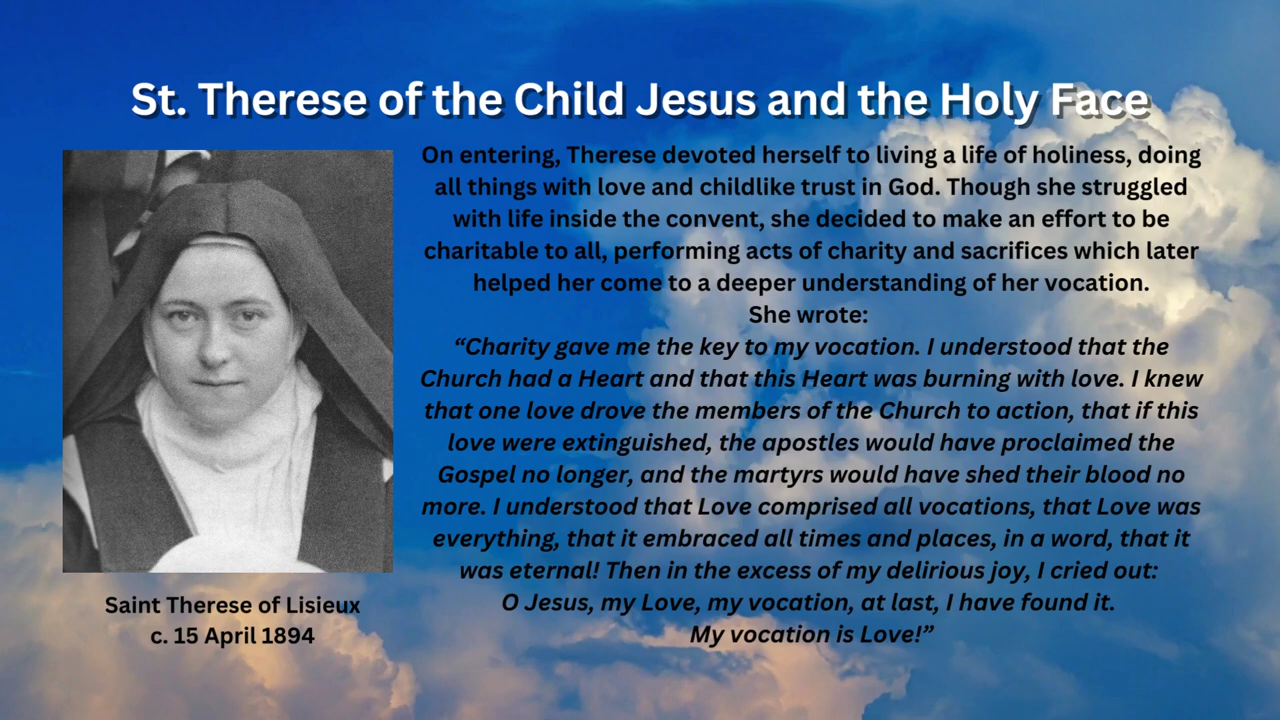 St. Therese of the Child Jesus and the Holy Face
On entering, Therese devoted herself to living a life of holiness, doing
all things with love and childlike trust in God. Though she struggled
with life inside the convent, she decided to make an effort to be
charitable to all, performing acts of charity and sacrifices which later
helped her come to a deeper understanding of her vocation.
She wrote:
“Charity gave me the key to my vocation. I understood that the
Church had a Heart and that this Heart was burning with love. I knew
that one love drove the members of the Church to action, that if this
love were extinguished, the apostles would have proclaimed the
Gospel no longer, and the martyrs would have shed their blood no
more. I understood that Love comprised all vocations, that Love was
everything, that it embraced all times and places, in a word, that it
was eternal! Then in the excess of my delirious joy, I cried out:
O Jesus, my Love, my vocation, at last, I have found it.
My vocation is Love!”
Saint Therese of Lisieux
c. 15 April 1894